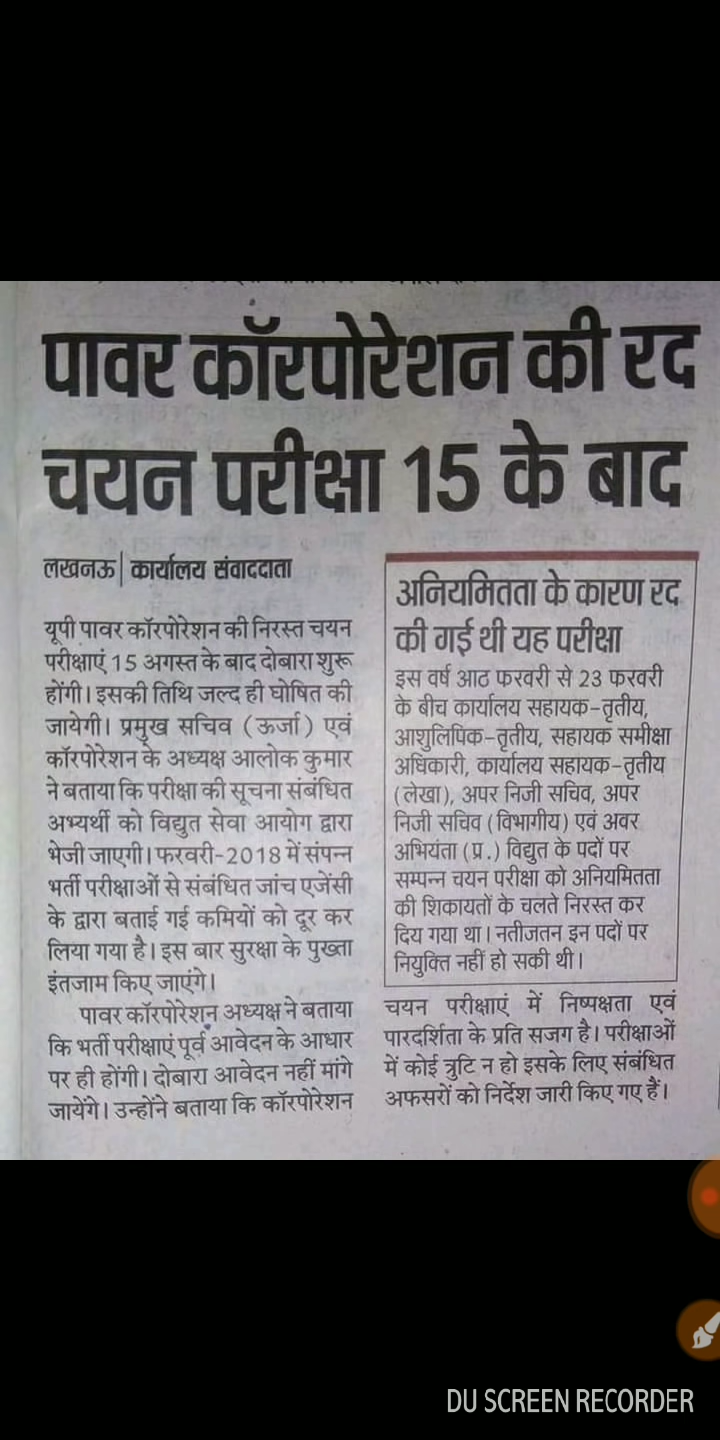 पावर कॉरपोरेशन की रद
चयन परीक्षा 15 के बाद
लखनऊ | कार्यालय संवाददाता
यूपी पावर कॉरपोरेशन की निरस्त चयन
परीक्षाएं 15 अगस्त के बाद दोबारा शुरू
होंगी। इसकी तिथि जल्द ही घोषित की
जायेगी। प्रमुख सचिव (ऊर्जा) एवं
कॉरपोरेशन के अध्यक्ष आलोक कुमार
ने बताया कि परीक्षा की सूचना संबंधित
अभ्यर्थी को विद्युत सेवा आयोग द्वारा
भेजी जाएगी। फरवरी-2018 में संपन्न
भर्ती परीक्षाओं से संबंधित जांच एजेंसी
के द्वारा बताई गई कमियों को दूर कर
लिया गया है। इस बार सुरक्षा के पुख्ता
इंतजाम किए जाएंगे।
पावर कॉरपोरेशन अध्यक्ष ने बताया
कि भर्ती परीक्षाएं पूर्व आवेदन के आधार
पर ही होंगी। दोबारा आवेदन नहीं मांगे
जायेंगे। उन्होंने बताया कि कॉरपोरेशन
अनियमितता के कारण रद
की गई थी यह परीक्षा
इस वर्ष आठ फरवरी से 23 फरवरी
के बीच कार्यालय सहायक-तृतीय,
आशुलिपिक-तृतीय, सहायक समीक्षा
अधिकारी, कार्यालय सहायक-तृतीय
(लेखा), अपर निजी सचिव, अपर
निजी सचिव (विभागीय) एवं अवर
अभियंता (प्र.) विद्युत के पदों पर
सम्पन्न चयन परीक्षा को अनियमितता
की शिकायतों के चलते निरस्त कर
दिय गया था। नतीजतन इन पदों पर
नियुक्ति नहीं हो सकी थी।
चयन परीक्षाएं में निष्पक्षता एवं
पारदर्शिता के प्रति सजग है। परीक्षाओं
में कोई त्रुटि न हो इसके लिए संबंधित
अफसरों को निर्देश जारी किए गए हैं।
DU SCREEN RECORDER